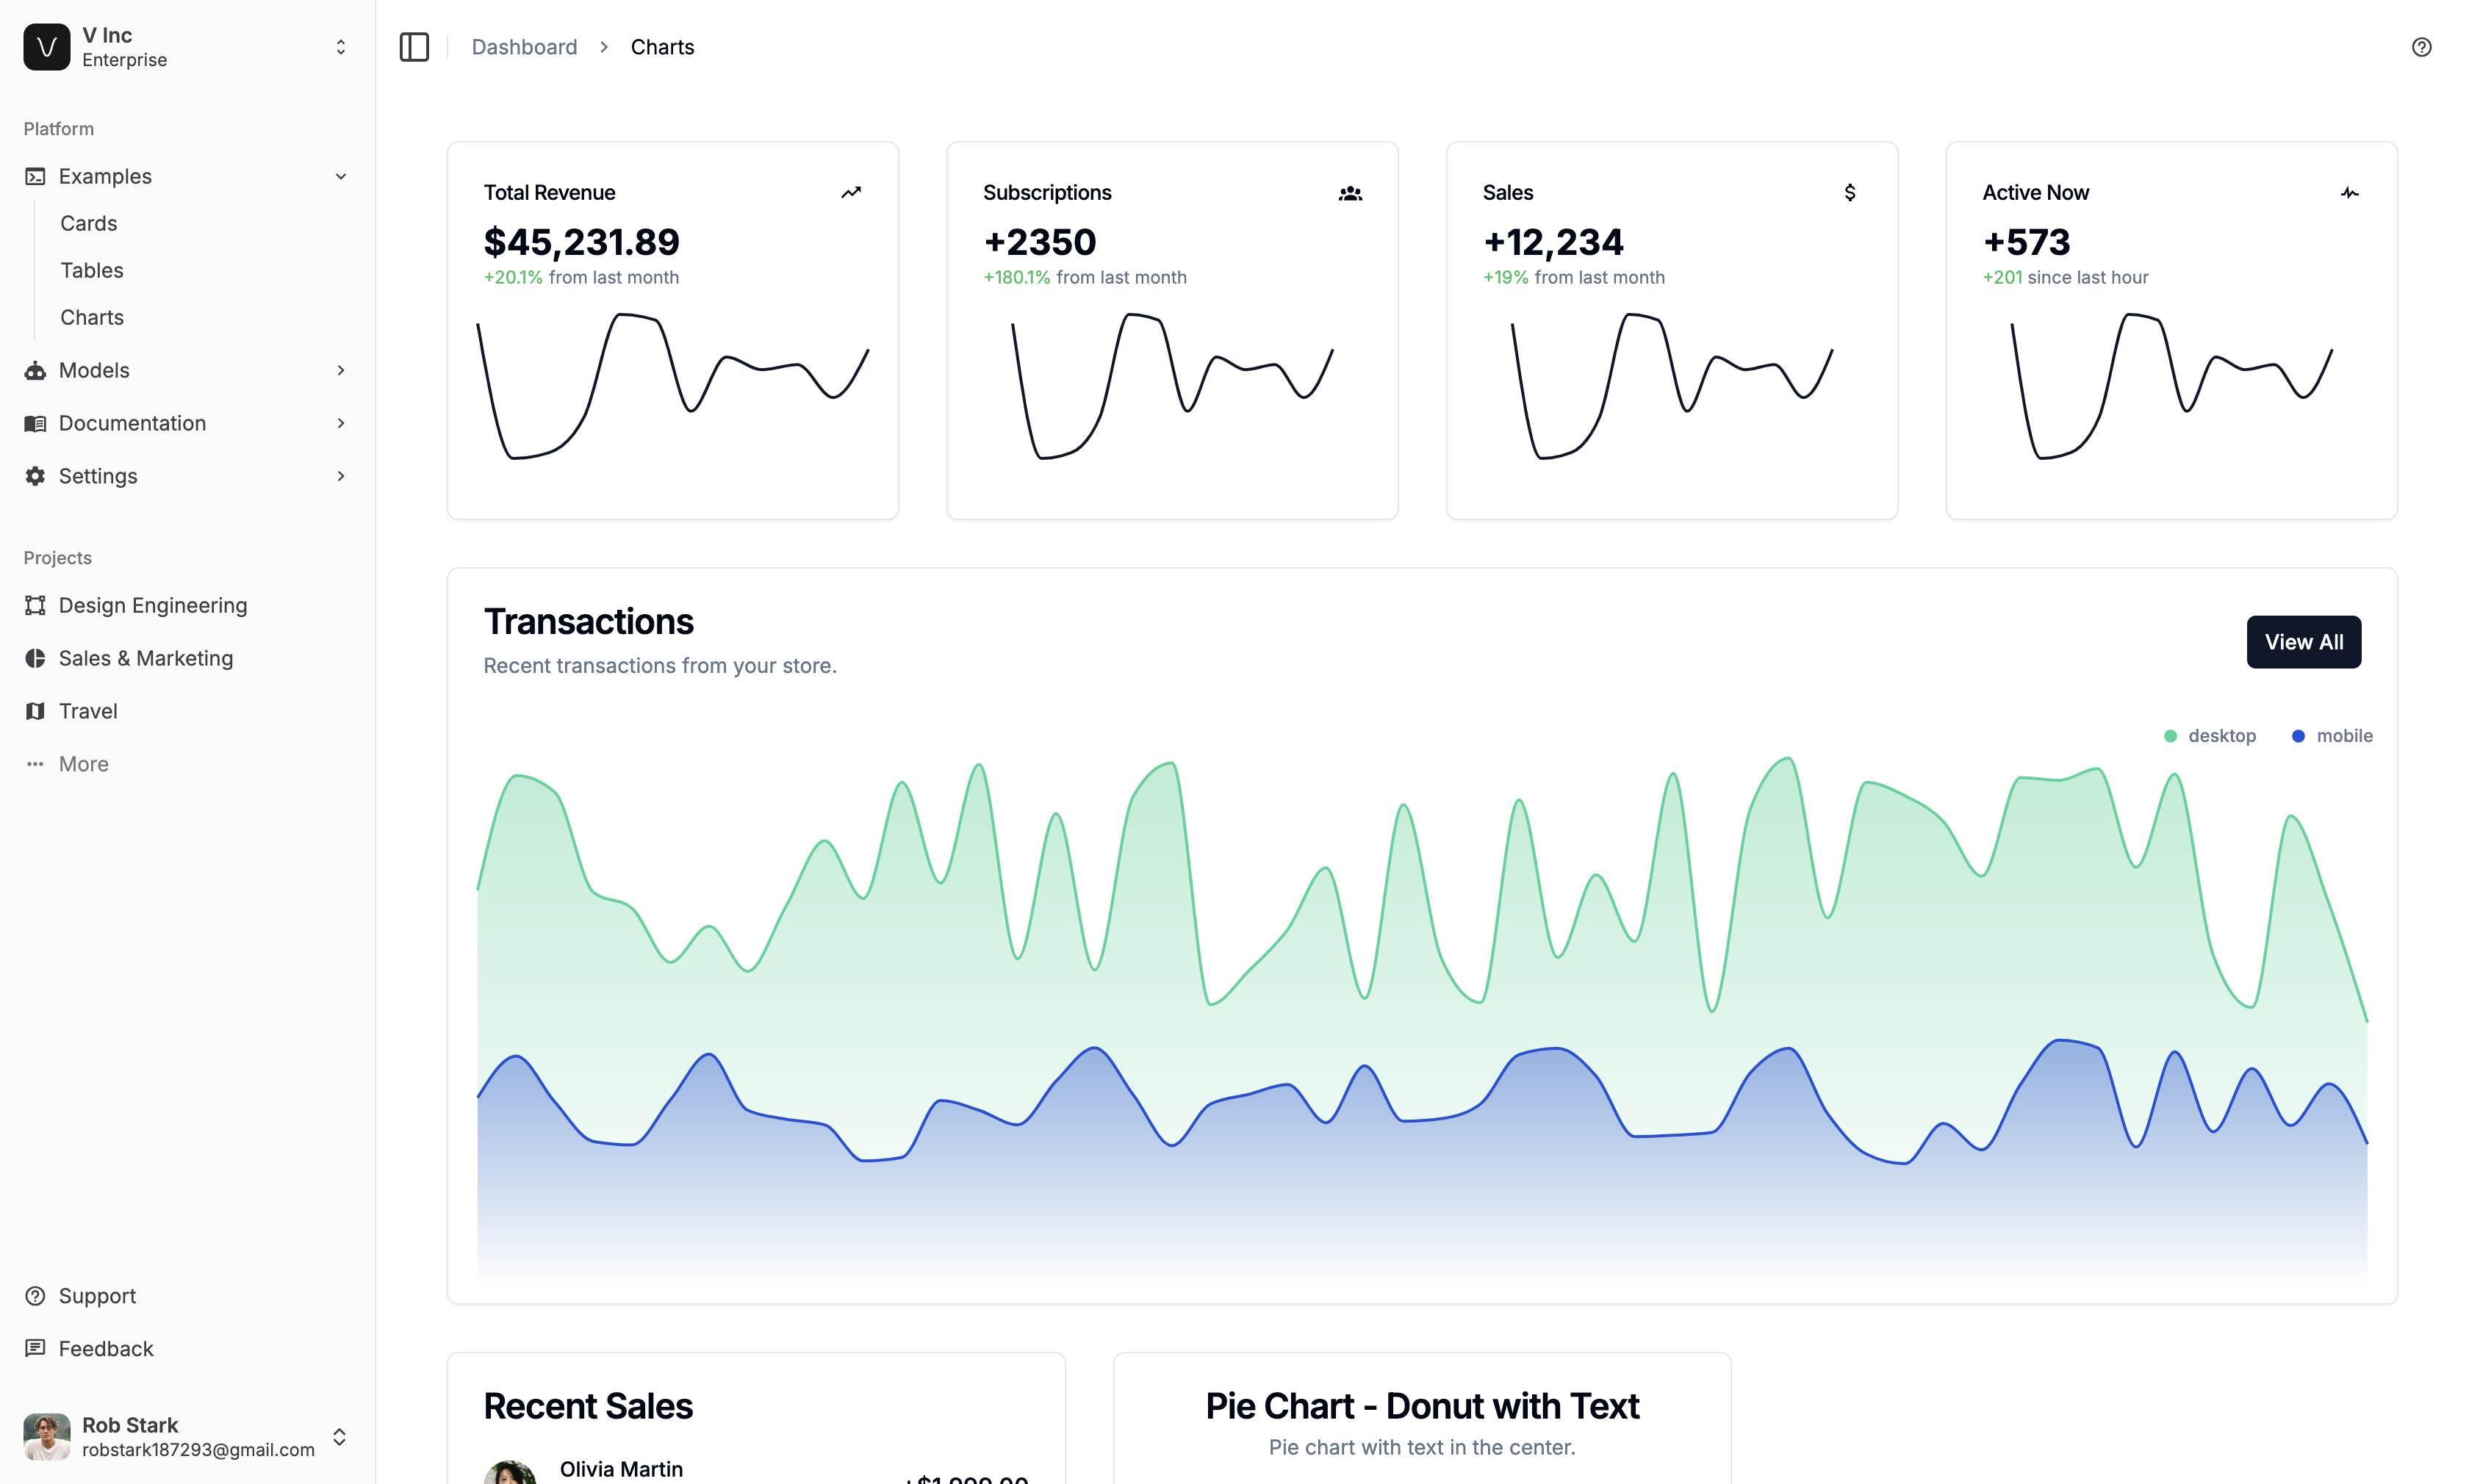 V Inc
Enterprise
Platform
Examples
Cards
Tables
Charts
Models
Documentation
Settings
Projects
Design Engineering
Sales & Marketing
Travel
More
Support
Feedback
Rob Stark
robstark187293@gmail.com
Dashboard
Charts
Total Revenue
$45,231.89
+20.1% from last month
Subscriptions
+2350
+180.1% from last month
Sales
+12,234
+19% from last month
Active Now
+573
+201 since last hour
Transactions
Recent transactions from your store.
View All
desktop
mobile
Recent Sales
Olivia Martin
+$1,999.00
Pie Chart - Donut with Text
Pie chart with text in the center.